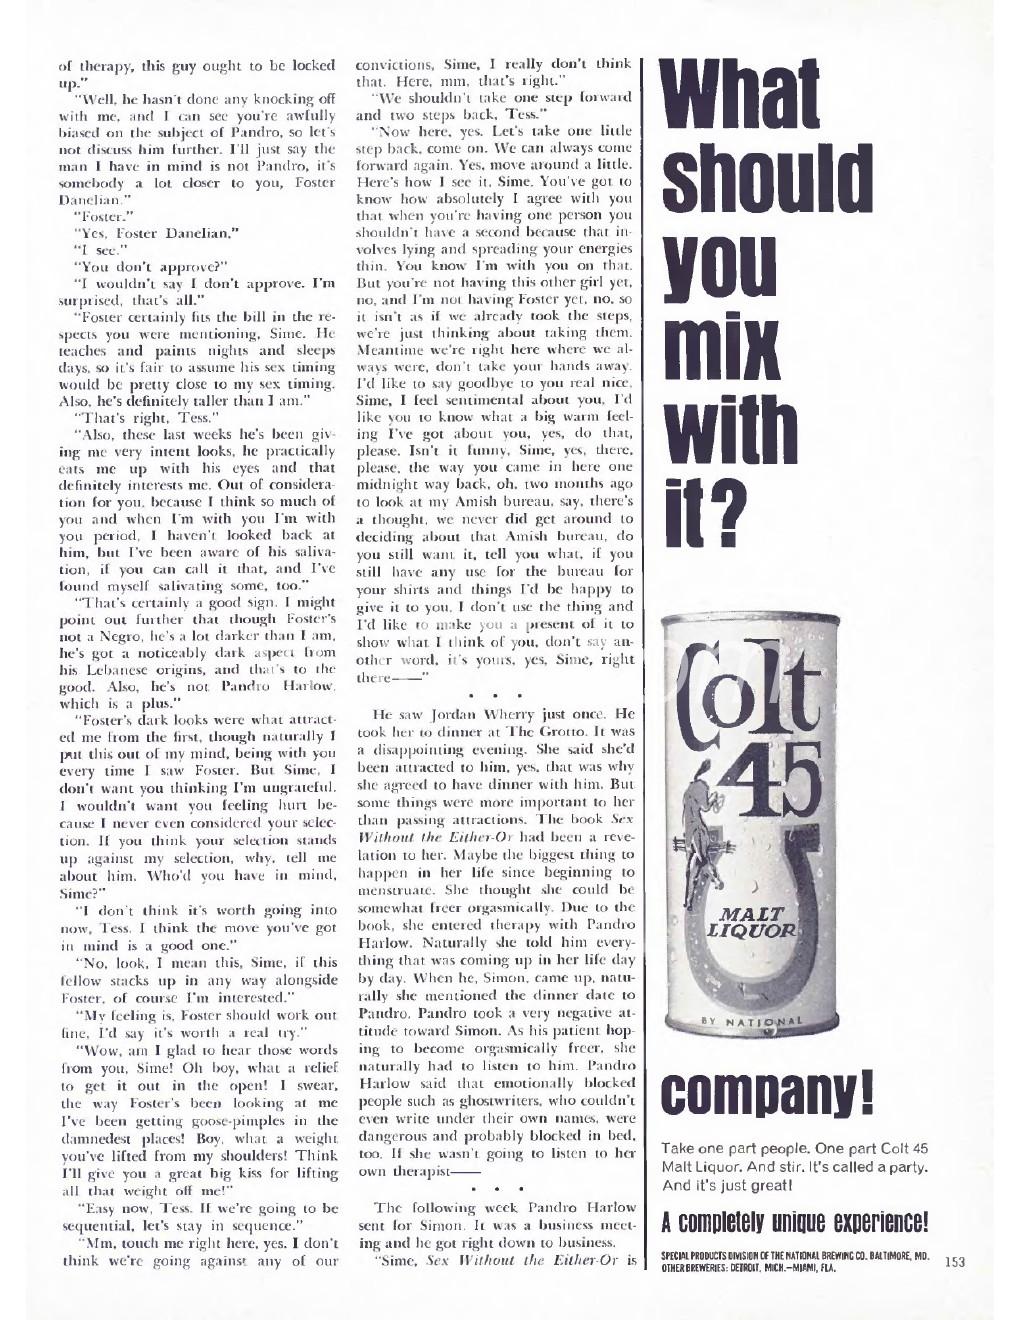 of therapy, this guy ought to be locked
up."
"Well, he hasn't done any knocking off
with me, and I can see you're awfully
biased on the subject of Pandro, so let's
not discuss him further. I'll just say the
man I have in mind is not Pandro, it's
somebody a lot closer to you, Foster
Danelian."
"Foster."
"Yes, Foster Danelian."
"I see."
"You don't approve?"
"I wouldn't say I don't approve. I'm
surprised, that's all."
"Foster certainly fits the bill in the re-
spects you were mentioning, Sime. He
teaches and paints nights and sleeps
days, so it's fair to assume his sex timing
would be pretty close to my sex timing.
Also, he's definitely taller than I am."
"That's right, Tess."
"Also, these last weeks he's been giv-
ing me very intent looks, he practically
eats me up with his eyes and that
definitely interests me. Out of considera-
tion for you, because I think so much of
you and when I'm with you I'm with
you period, I haven't looked back at
him, but I've been aware of his saliva-
tion, if you can call it that, and I've
found myself salivating some, too."
"That's certainly a good sign. I might
point out further that though Foster's
not a Negro, he's a lot darker than I am,
he's got a noticeably dark aspect from
his Lebanese origins, and that's to the
good. Also, he's not Pandro Harlow,
which is a plus."
"Foster's dark looks were what attract-
ed me from the first, though naturally I
put this out of my mind, being with you
every time I saw Foster. But Sime, I
don't want you thinking I'm ungrateful.
I wouldn't want you feeling hurt be-
cause I never even considered your selec-
tion. If you think your selection stands
up against my selection, why, tell me
about him. Who'd you have in mind,
Sime?"
"I don't think it's worth going into
now, Tess. I think the move you've got
in mind is a good one."
"No, look, I mean this, Sime, if this
fellow stacks up in any way alongside
Foster, of course I'm interested."
"My feeling is, Foster should work out
fine, I'd say it's worth a real try."
"Wow, am I glad to hear those words
from you, Sime! Oh boy, what a relief
to get it out in the open! I swear,
the way Foster's been looking at me
I've been getting goose-pimples in the
damnedest places! Boy, what a weight
you've lifted from my shoulders! Think
I'll give you a great big kiss for lifting
all that weight off me!"
"Easy now, Tess. If we're going to be
sequential, let's stay in sequence."
"Mm, touch me right here, yes. I don't
think we're going against any of our
convictions, Sime, I really don't think
that. Here, mm, that's right."
"We shouldn't take one step forward
and two steps back, Tess."
"Now here, yes. Let's take one little
step back, come on. We can always come
forward again. Yes, move around a little.
Here's how I see it, Sime. You've got to
know how absolutely I agree with you
that when you're having one person you
shouldn't have a second because that in-
volves lying and spreading your energies
thin. You know I'm with you on that.
But you're not having this other girl yet,
no, and I'm not having Foster yet, no, so
it isn't as if we already took the steps,
we're just thinking about taking them.
Meantime we're right here where we al-
ways were, don't take your hands away.
I'd like to say goodbye to you real nice,
Sime, I feel sentimental about you, I'd
like you to know what a big warm feel-
ing I've got about you, yes, do that,
please. Isn't it funny, Sime, yes, there,
please, the way you came in here one
midnight way back, oh, two months ago
to look at my Amish bureau, say, there's
a thought, we never did get around to
deciding about that Amish bureau, do
you still want it, tell you what, if you
still have any use for the bureau for
your shirts and things I'd be happy to
give it to you, I don't use the thing and
I'd like to make you a present of it to
show what I think of you, don't say an-
other word, it's yours, yes, Sime, right
there——"
• • •
He saw Jordan Wherry just once. He
took her to dinner at The Grotto. It was
a disappointing evening. She said she'd
been attracted to him, yes, that was why
she agreed to have dinner with him. But
some things were more important to her
than passing attractions. The book Sex
Without the Either-Or had been a reve-
lation to her. Maybe the biggest thing to
happen in her life since beginning to
menstruate. She thought she could be
somewhat freer orgasmically. Due to the
book, she entered therapy with Pandro
Harlow. Naturally she told him every-
thing that was coming up in her life day
by day. When he, Simon, came up, natu-
rally she mentioned the dinner date to
Pandro. Pandro took a very negative at-
titude toward Simon. As his patient hop-
ing to become orgasmically freer, she
naturally had to listen to him. Pandro
Harlow said that emotionally blocked
people such as ghostwriters, who couldn't
even write under their own names, were
dangerous and probably blocked in bed,
too. If she wasn't going to listen to her
own therapist——
• • •
The following week Pandro Harlow
sent for Simon. It was a business meet-
ing and he got right down to business.
"Sime, Sex Without the Either-Or is
What
should
you
mix
with
it?
Colt
45
MALT
LIQUOR
BY NATIONAL
company!
Take one part people. One part Colt 45
Malt Liquor. And stir. It's called a party.
And it's just great!
A completely unique experience!
SPECIAL PRODUCTS DIVISION OF THE NATIONAL BREWING CO. BALTIMORE, MD.
OTHER BREWERIES: DETROIT, MICH.—MIAMI, FLA.
153